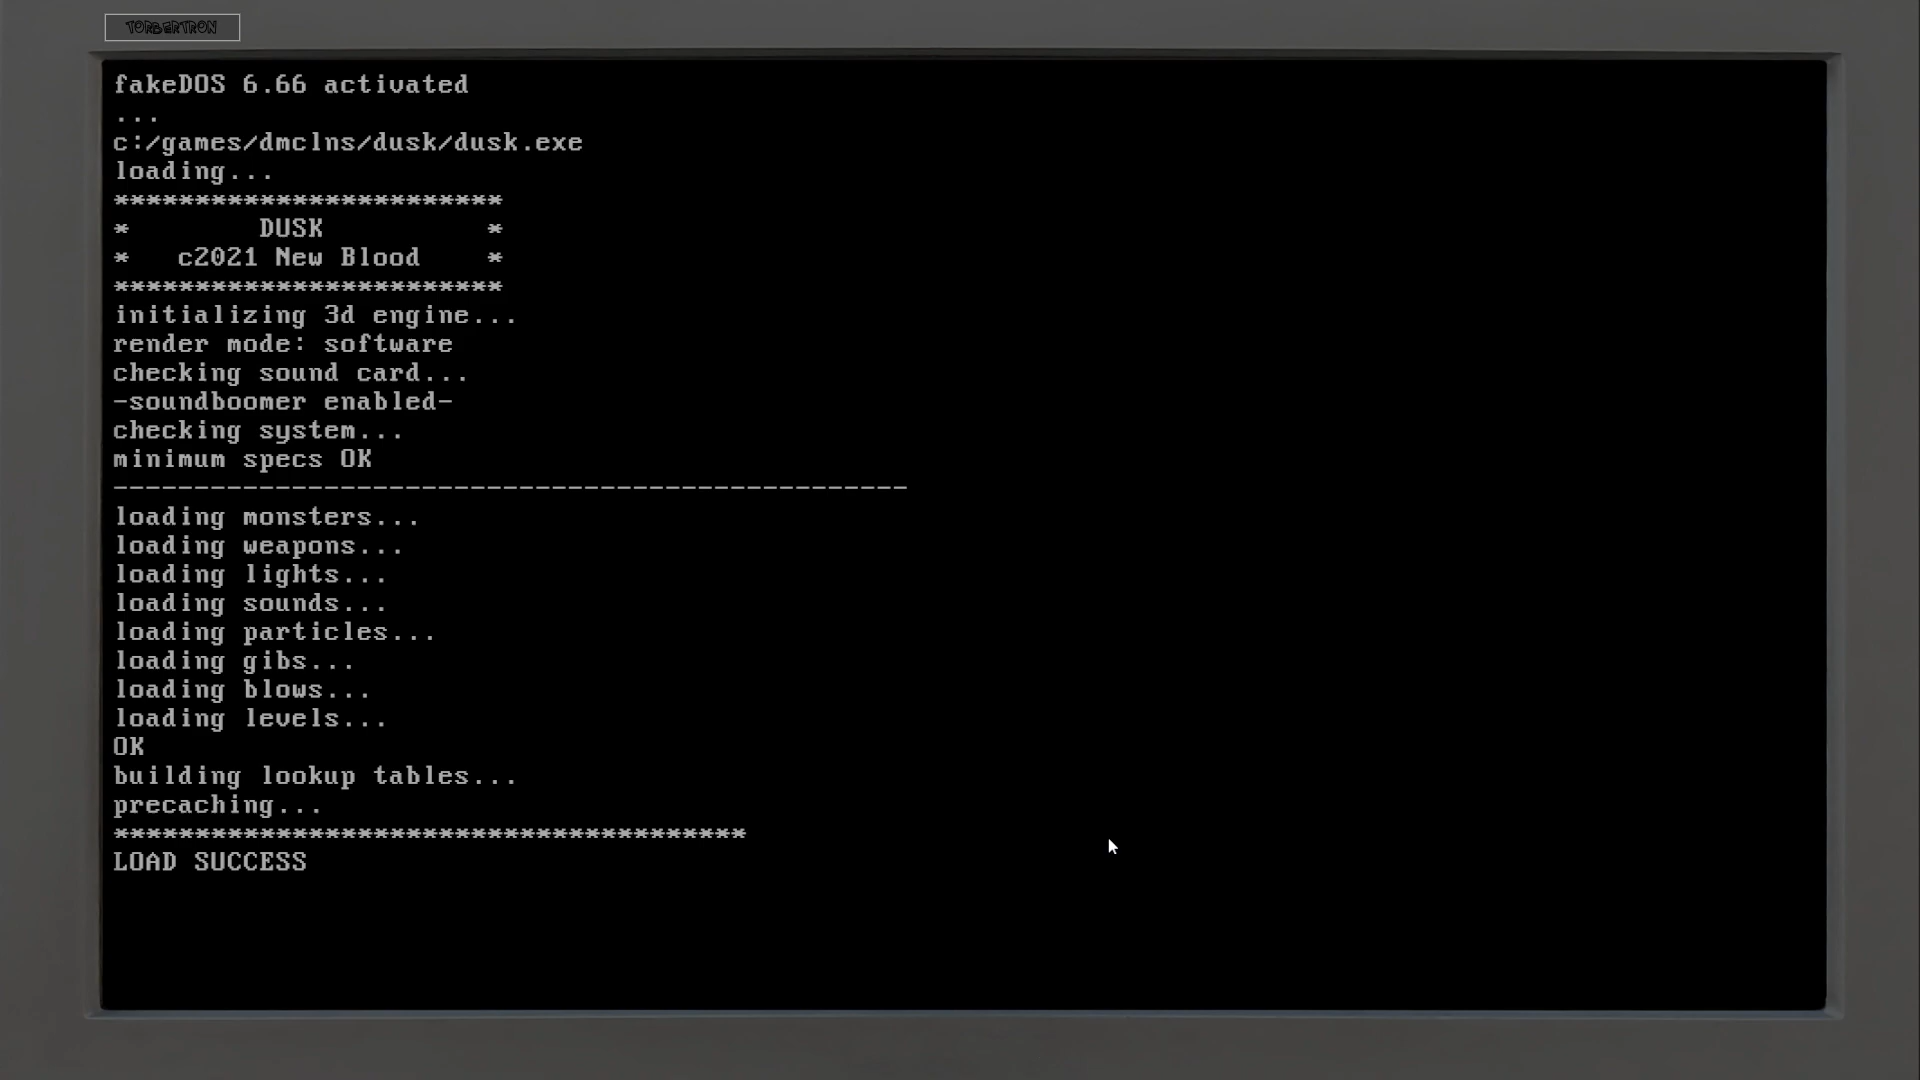 TORBERTRON
fakeDOS 6.66 activated
...
c:/games/dmclns/dusk/dusk.exe
loading...
************************
*        DUSK          *
*   c2021 New Blood    *
************************
initializing 3d engine...
render mode: software
checking sound card...
-soundboomer enabled-
checking system...
minimum specs OK
-------------------------------------------------
loading monsters...
loading weapons...
loading lights...
loading sounds...
loading particles...
loading gibs...
loading blows...
loading levels...
OK
building lookup tables...
precaching...
***************************************
LOAD SUCCESS